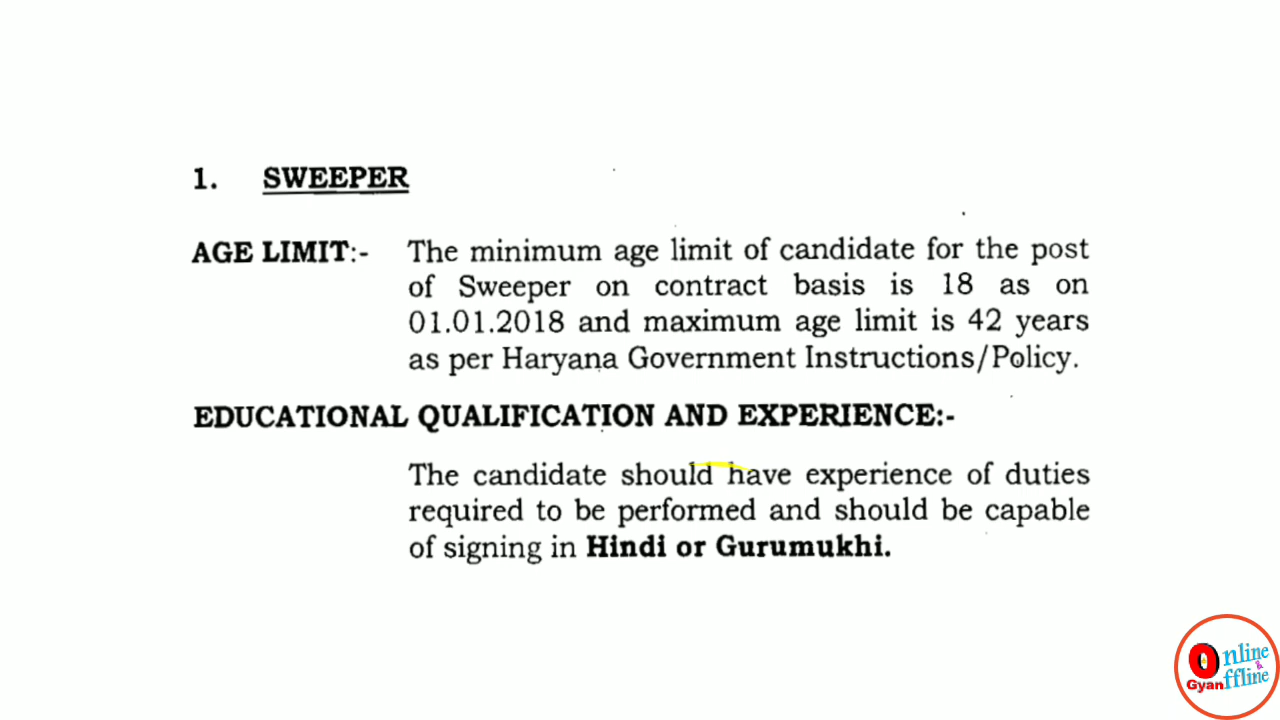 1. SWEEPER
AGE LIMIT:- The minimum age limit of candidate for the post
of Sweeper on contract basis is 18 as on
01.01.2018 and maximum age limit is 42 years
as per Haryana Government Instructions/Policy.
EDUCATIONAL QUALIFICATION AND EXPERIENCE:-
The candidate should have experience of duties
required to be performed and should be capable
of signing in Hindi or Gurumukhi.
Online
&
Gyan Offline